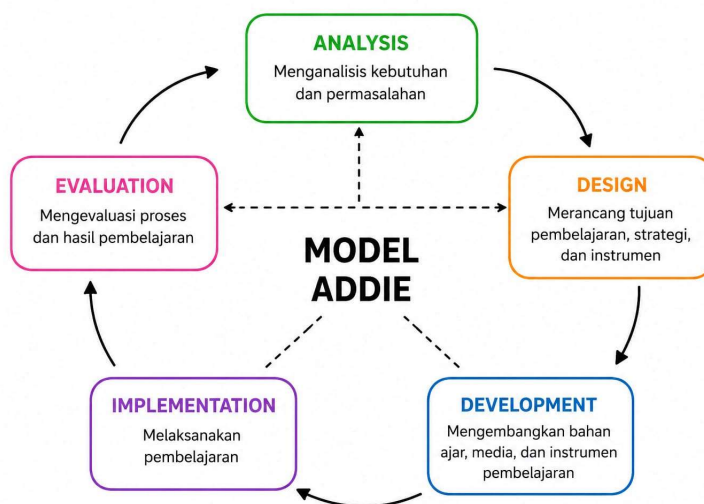 ANALYSIS
Menganalisis kebutuhan
dan permasalahan
EVALUATION
Mengevaluasi proses
dan hasil pembelajaran
DESIGN
Merancang tujuan
pembelajaran, strategi,
dan instrumen
MODEL
ADDIE
IMPLEMENTATION
Melaksanakan
pembelajaran
DEVELOPMENT
Mengembangkan bahan
ajar, media, dan instrumen
pembelajaran